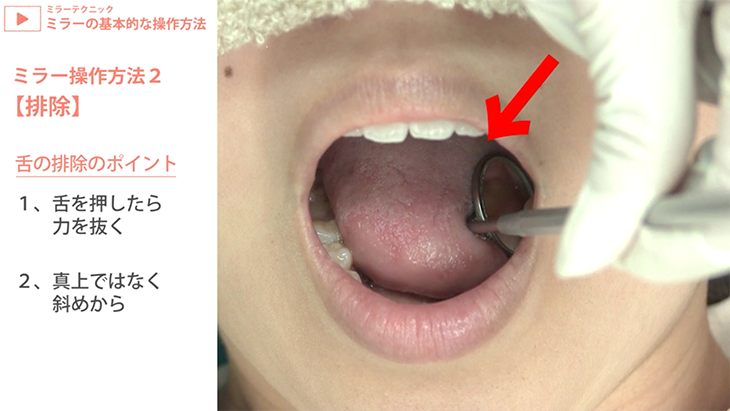 ミラーテクニック
ミラーの基本的な操作方法
ミラー操作方法２
【排除】
舌の排除のポイント
１、舌を押したら
力を抜く
２、真上ではなく
斜めから